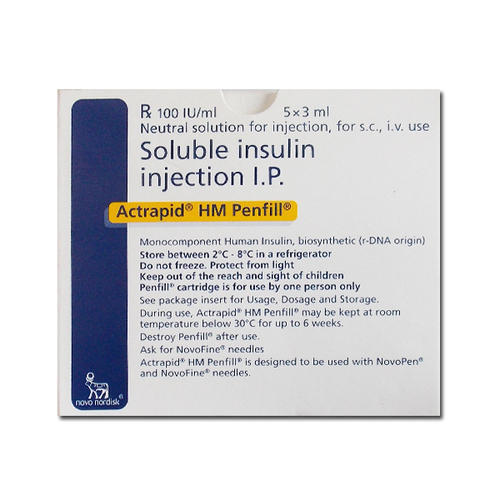 ℞ 100 IU/ml 5×3 ml
Neutral solution for injection, for s.c., i.v. use
Soluble insulin
injection I.P.
Actrapid® HM Penfill®
Monocomponent Human Insulin, biosynthetic (r-DNA origin)
Store between 2°C - 8°C in a refrigerator
Do not freeze. Protect from light
Keep out of the reach and sight of children
Penfill® cartridge is for use by one person only
See package insert for Usage, Dosage and Storage.
During use, Actrapid® HM Penfill® may be kept at room
temperature below 30°C for up to 6 weeks.
Destroy Penfill® after use.
Ask for NovoFine® needles
Actrapid® HM Penfill® is designed to be used with NovoPen®
and NovoFine® needles.
novo nordisk®